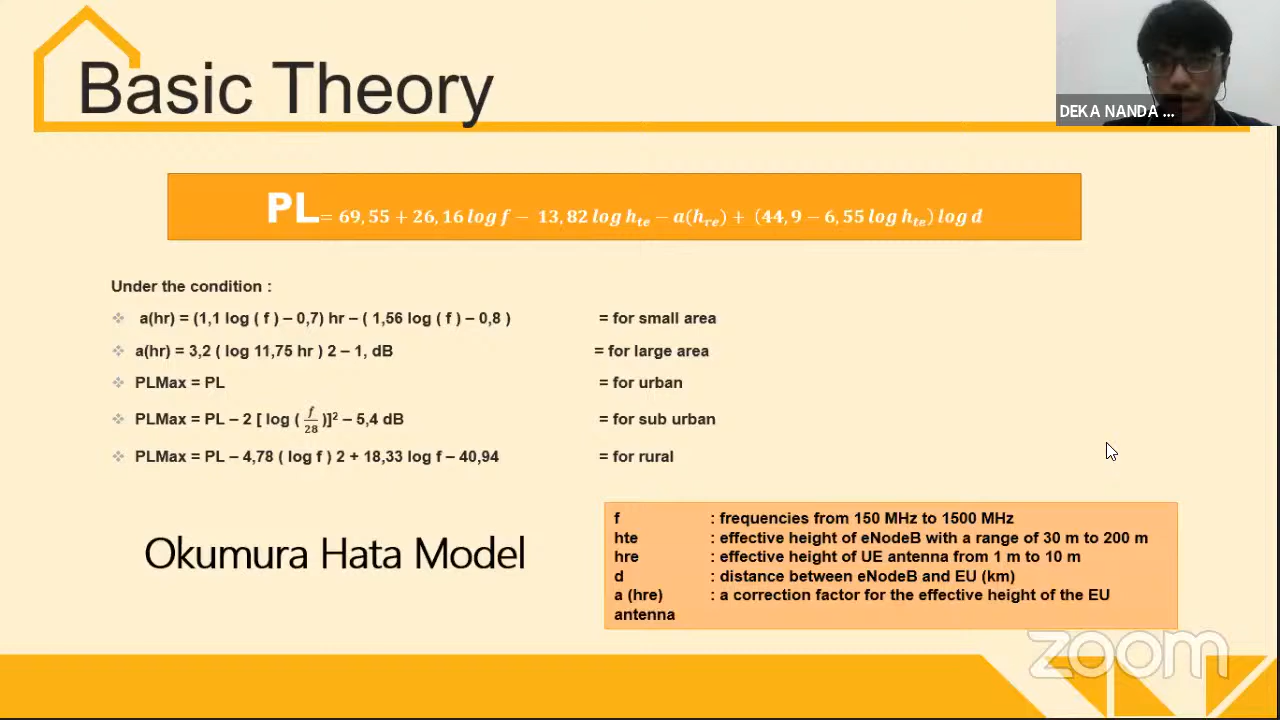 Basic Theory
DEKA NANDA ...
PL= 69,55 + 26,16 log f − 13,82 log hte − a(hre) + (44,9 − 6,55 log hte) log d
Under the condition :
❖ a(hr) = (1,1 log ( f ) – 0,7) hr – ( 1,56 log ( f ) – 0,8 ) = for small area
❖ a(hr) = 3,2 ( log 11,75 hr ) 2 – 1, dB = for large area
❖ PLMax = PL = for urban
❖ PLMax = PL – 2 [ log ( f/28 )]² – 5,4 dB = for sub urban
❖ PLMax = PL – 4,78 ( log f ) 2 + 18,33 log f – 40,94 = for rural
Okumura Hata Model
f : frequencies from 150 MHz to 1500 MHz
hte : effective height of eNodeB with a range of 30 m to 200 m
hre : effective height of UE antenna from 1 m to 10 m
d : distance between eNodeB and EU (km)
a (hre) : a correction factor for the effective height of the EU
antenna
zoom